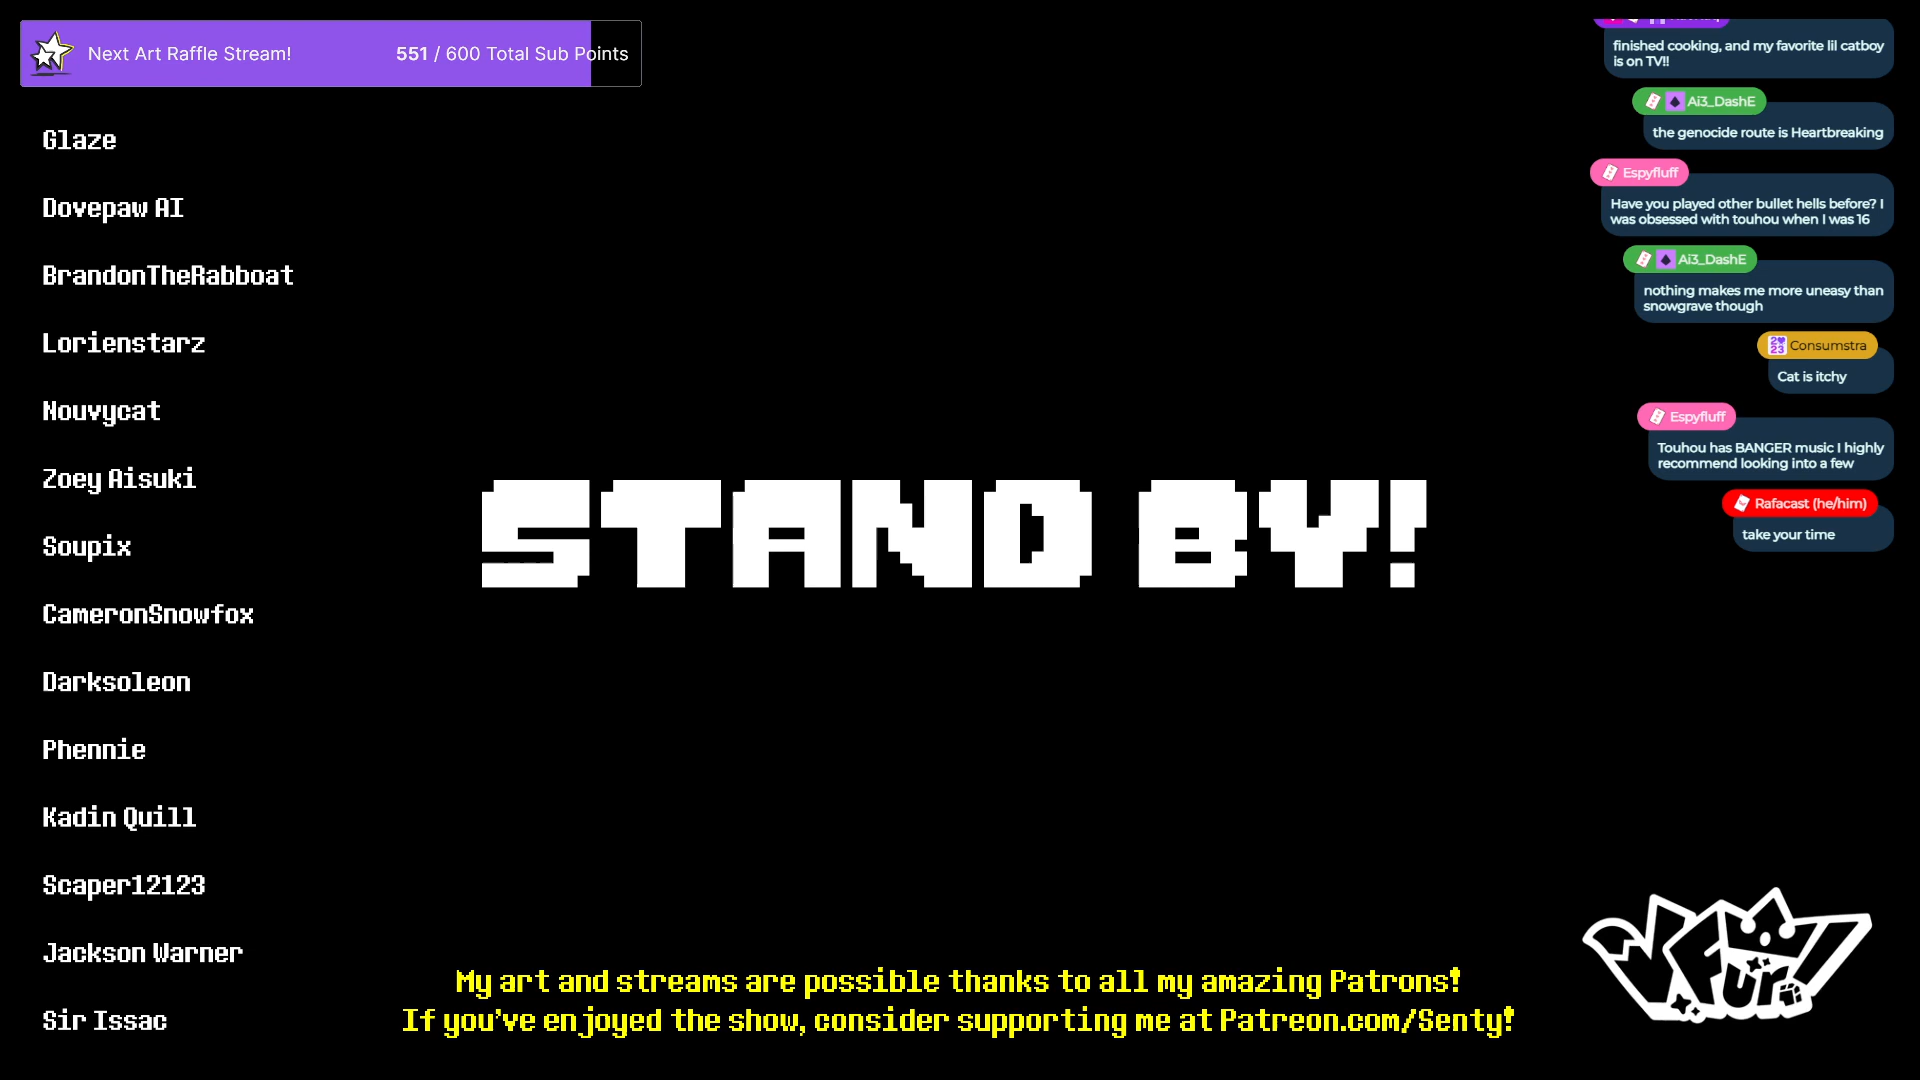 Next Art Raffle Stream!
551 / 600 Total Sub Points
Glaze
Dovepaw AI
BrandonTheRabboat
Lorienstarz
Nouvycat
Zoey Aisuki
Soupix
CameronSnowfox
Darksoleon
Phennie
Kadin Quill
Scaper12123
Jackson Warner
Sir Issac
STAND BY!
My art and streams are possible thanks to all my amazing Patrons!
If you've enjoyed the show, consider supporting me at Patreon.com/Senty!
finished cooking, and my favorite lil catboy
is on TV!!
Ai3_DashE
the genocide route is Heartbreaking
Espyfluff
Have you played other bullet hells before? I
was obsessed with touhou when I was 16
Ai3_DashE
nothing makes me more uneasy than
snowgrave though
Consumstra
Cat is itchy
Espyfluff
Touhou has BANGER music I highly
recommend looking into a few
Rafacast (he/him)
take your time